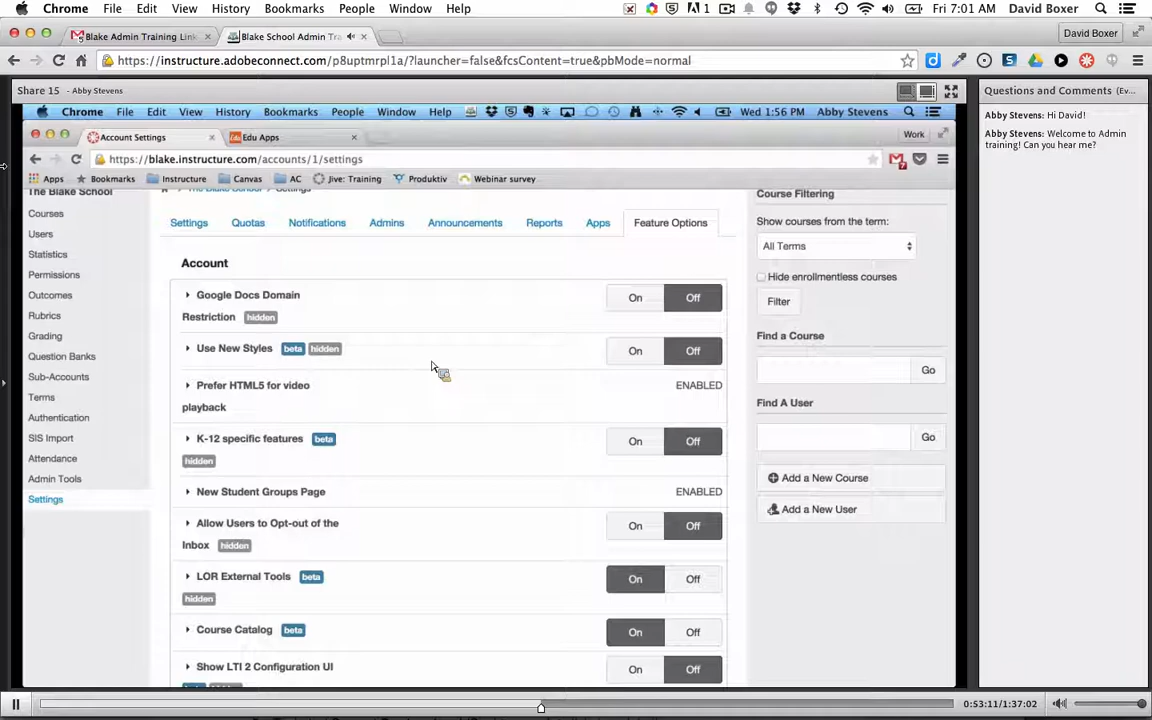 Chrome File Edit View History Bookmarks People Window Help 1 Fri 7:01 AM David Boxer
Blake Admin Training Link × Blake School Admin Tra × David Boxer
https://instructure.adobeconnect.com/p8uptmrpl1a/?launcher=false&fcsContent=true&pbMode=normal
Share 15 - Abby Stevens
Questions and Comments (Ev...
Chrome File Edit View History Bookmarks People Window Help Wed 1:56 PM Abby Stevens
Abby Stevens: Hi David!
Abby Stevens: Welcome to Admin
training! Can you hear me?
Account Settings × Edu Apps × Work
https://blake.instructure.com/accounts/1/settings
Apps Bookmarks Instructure Canvas AC Jive: Training Produktiv Webinar survey
The Blake School
The Blake School Settings
Courses
Users
Statistics
Permissions
Outcomes
Rubrics
Grading
Question Banks
Sub-Accounts
Terms
Authentication
SIS Import
Attendance
Admin Tools
Settings
Settings Quotas Notifications Admins Announcements Reports Apps Feature Options
Account
Google Docs Domain On Off
Restriction hidden
Use New Styles beta hidden On Off
Prefer HTML5 for video ENABLED
playback
K-12 specific features beta On Off
hidden
New Student Groups Page ENABLED
Allow Users to Opt-out of the On Off
Inbox hidden
LOR External Tools beta On Off
hidden
Course Catalog beta On Off
Show LTI 2 Configuration UI On Off
Course Filtering
Show courses from the term:
All Terms
Hide enrollmentless courses
Filter
Find a Course
Go
Find A User
Go
Add a New Course
Add a New User
0:53:11/1:37:02